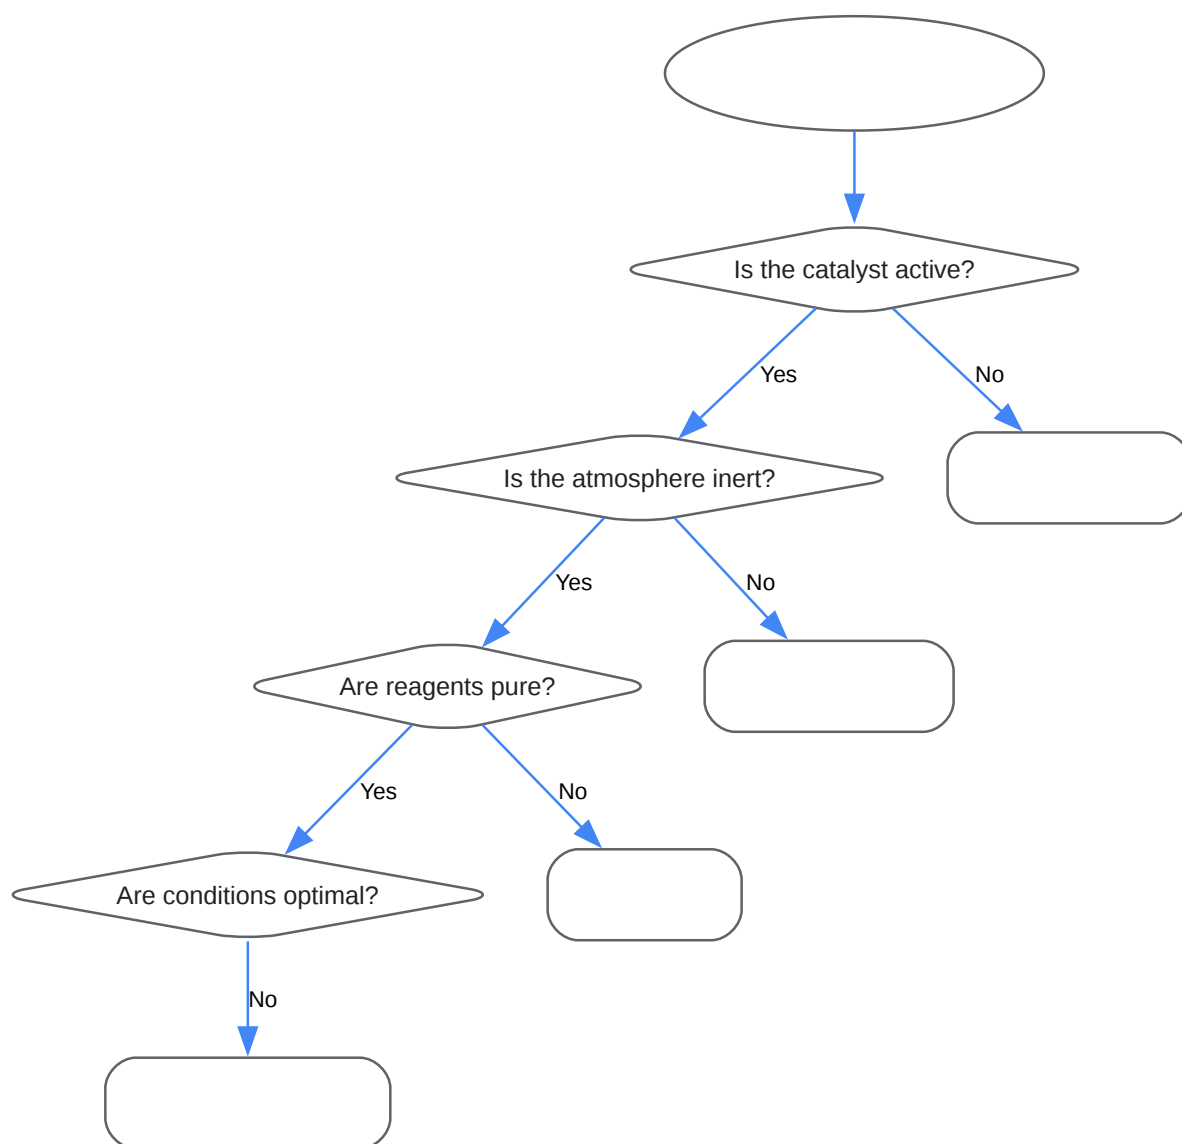 Is the catalyst active?
Yes
No
Is the atmosphere inert?
Yes
No
Are reagents pure?
Yes
No
Are conditions optimal?
No